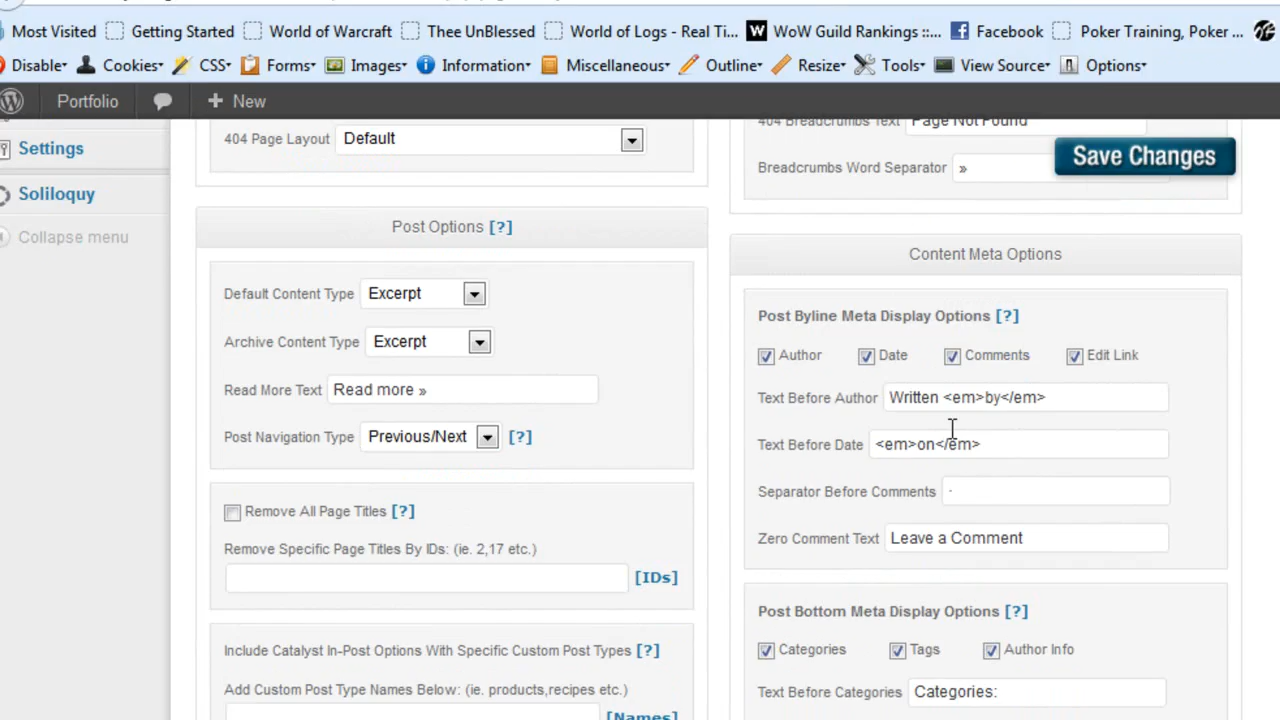 Most Visited Getting Started World of Warcraft Thee UnBlessed World of Logs - Real Ti... WoW Guild Rankings ::... Facebook Poker Training, Poker ...
Disable Cookies CSS Forms Images Information Miscellaneous Outline Resize Tools View Source Options
Portfolio + New
Settings
Soliloquy
Collapse menu
404 Page Layout Default
Post Options [?]
Default Content Type Excerpt
Archive Content Type Excerpt
Read More Text Read more »
Post Navigation Type Previous/Next [?]
Remove All Page Titles [?]
Remove Specific Page Titles By IDs: (ie. 2,17 etc.)
[IDs]
Include Catalyst In-Post Options With Specific Custom Post Types [?]
Add Custom Post Type Names Below: (ie. products,recipes etc.)
[Names]
404 Breadcrumbs Text Page Not Found
Save Changes
Breadcrumbs Word Separator »
Content Meta Options
Post Byline Meta Display Options [?]
Author Date Comments Edit Link
Text Before Author Written <em>by</em>
Text Before Date <em>on</em>
Separator Before Comments ·
Zero Comment Text Leave a Comment
Post Bottom Meta Display Options [?]
Categories Tags Author Info
Text Before Categories Categories: